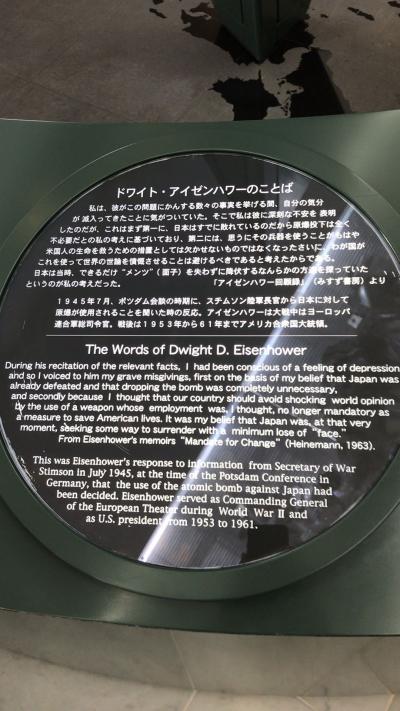 ドワイト・アイゼンハワーのことば
私は、彼がこの問題にかんする数々の事実を挙げる間、自分の気分
が 滅入ってきたことに気がついていた。そこで私は彼に深刻な不安を 表明
したのだが、これはまず第一に、日本はすでに敗れているのだから原爆投下は全く
不必要だとの私の考えに基づいており、第二には、思うにその兵器を使うことがもはや
米国人の生命を救うための措置としては欠かせないものではなくなったさいに、わが国が
これを使って世界の世論を憤慨させることは避けるべきであると考えたからである。
日本は当時、できるだけ“メンツ”（面子）を失わずに降伏するなんらかの方途を探っていた
というのが私の考えだった。 「アイゼンハワー回顧録」（みすず書房）より
1945年7月、ポツダム会談の時期に、スチムソン陸軍長官から日本に対して
原爆が使用されることを聞いた時の反応。アイゼンハワーは大戦中はヨーロッパ
連合軍総司令官。戦後は1953年から61年までアメリカ合衆国大統領。
The Words of Dwight D. Eisenhower
During his recitation of the relevant facts, I had been conscious of a feeling of depression
and so I voiced to him my grave misgivings, first on the basis of my belief that Japan was
already defeated and that dropping the bomb was completely unnecessary,
and secondly because I thought that our country should avoid shocking world opinion
by the use of a weapon whose employment was, I thought, no longer mandatory as
a measure to save American lives. It was my belief that Japan was, at that very
moment, seeking some way to surrender with a minimum lose of “face.”
From Eisenhower's memoirs “Mandate for Change” (Heinemann, 1963).
This was Eisenhower's response to information from Secretary of War
Stimson in July 1945, at the time of the Potsdam Conference in
Germany, that the use of the atomic bomb against Japan had
been decided. Eisenhower served as Commanding General
of the European Theater during World War II and
as U.S. president from 1953 to 1961.